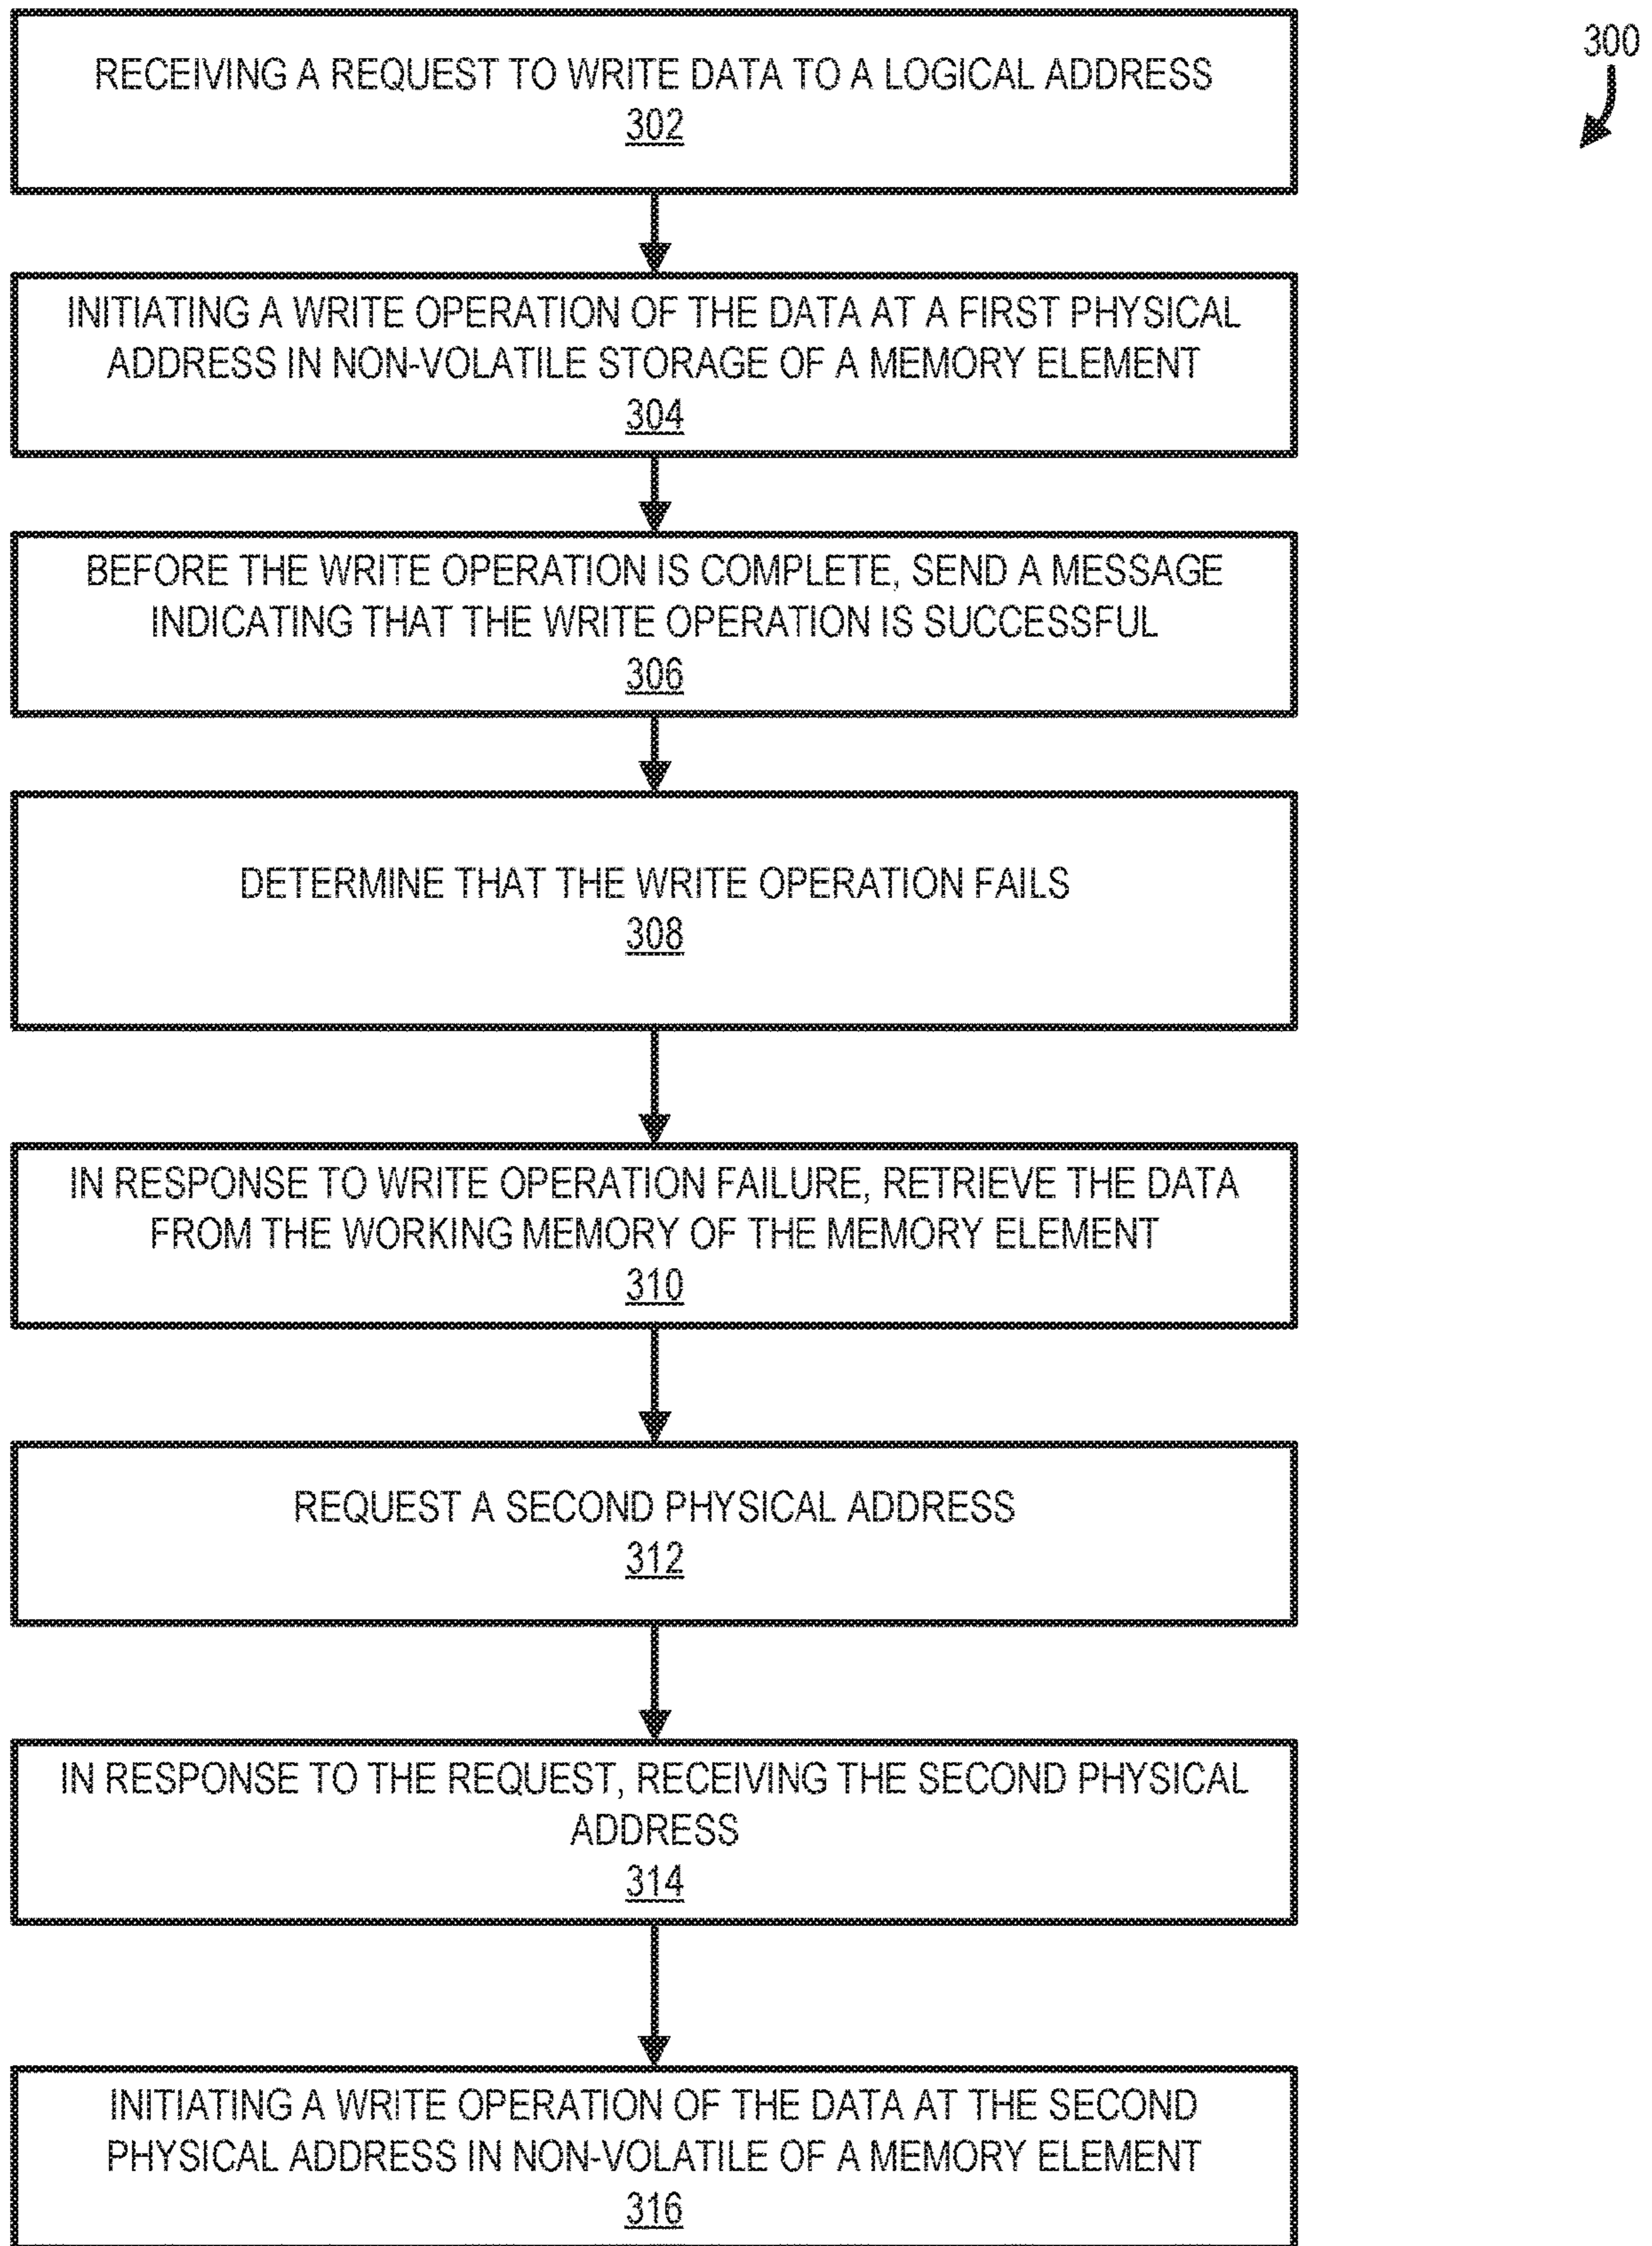 300
RECEIVING A REQUEST TO WRITE DATA TO A LOGICAL ADDRESS
302
INITIATING A WRITE OPERATION OF THE DATA AT A FIRST PHYSICAL
ADDRESS IN NON-VOLATILE STORAGE OF A MEMORY ELEMENT
304
BEFORE THE WRITE OPERATION IS COMPLETE, SEND A MESSAGE
INDICATING THAT THE WRITE OPERATION IS SUCCESSFUL
306
DETERMINE THAT THE WRITE OPERATION FAILS
308
IN RESPONSE TO WRITE OPERATION FAILURE, RETRIEVE THE DATA
FROM THE WORKING MEMORY OF THE MEMORY ELEMENT
310
REQUEST A SECOND PHYSICAL ADDRESS
312
IN RESPONSE TO THE REQUEST, RECEIVING THE SECOND PHYSICAL
ADDRESS
314
INITIATING A WRITE OPERATION OF THE DATA AT THE SECOND
PHYSICAL ADDRESS IN NON-VOLATILE OF A MEMORY ELEMENT
316